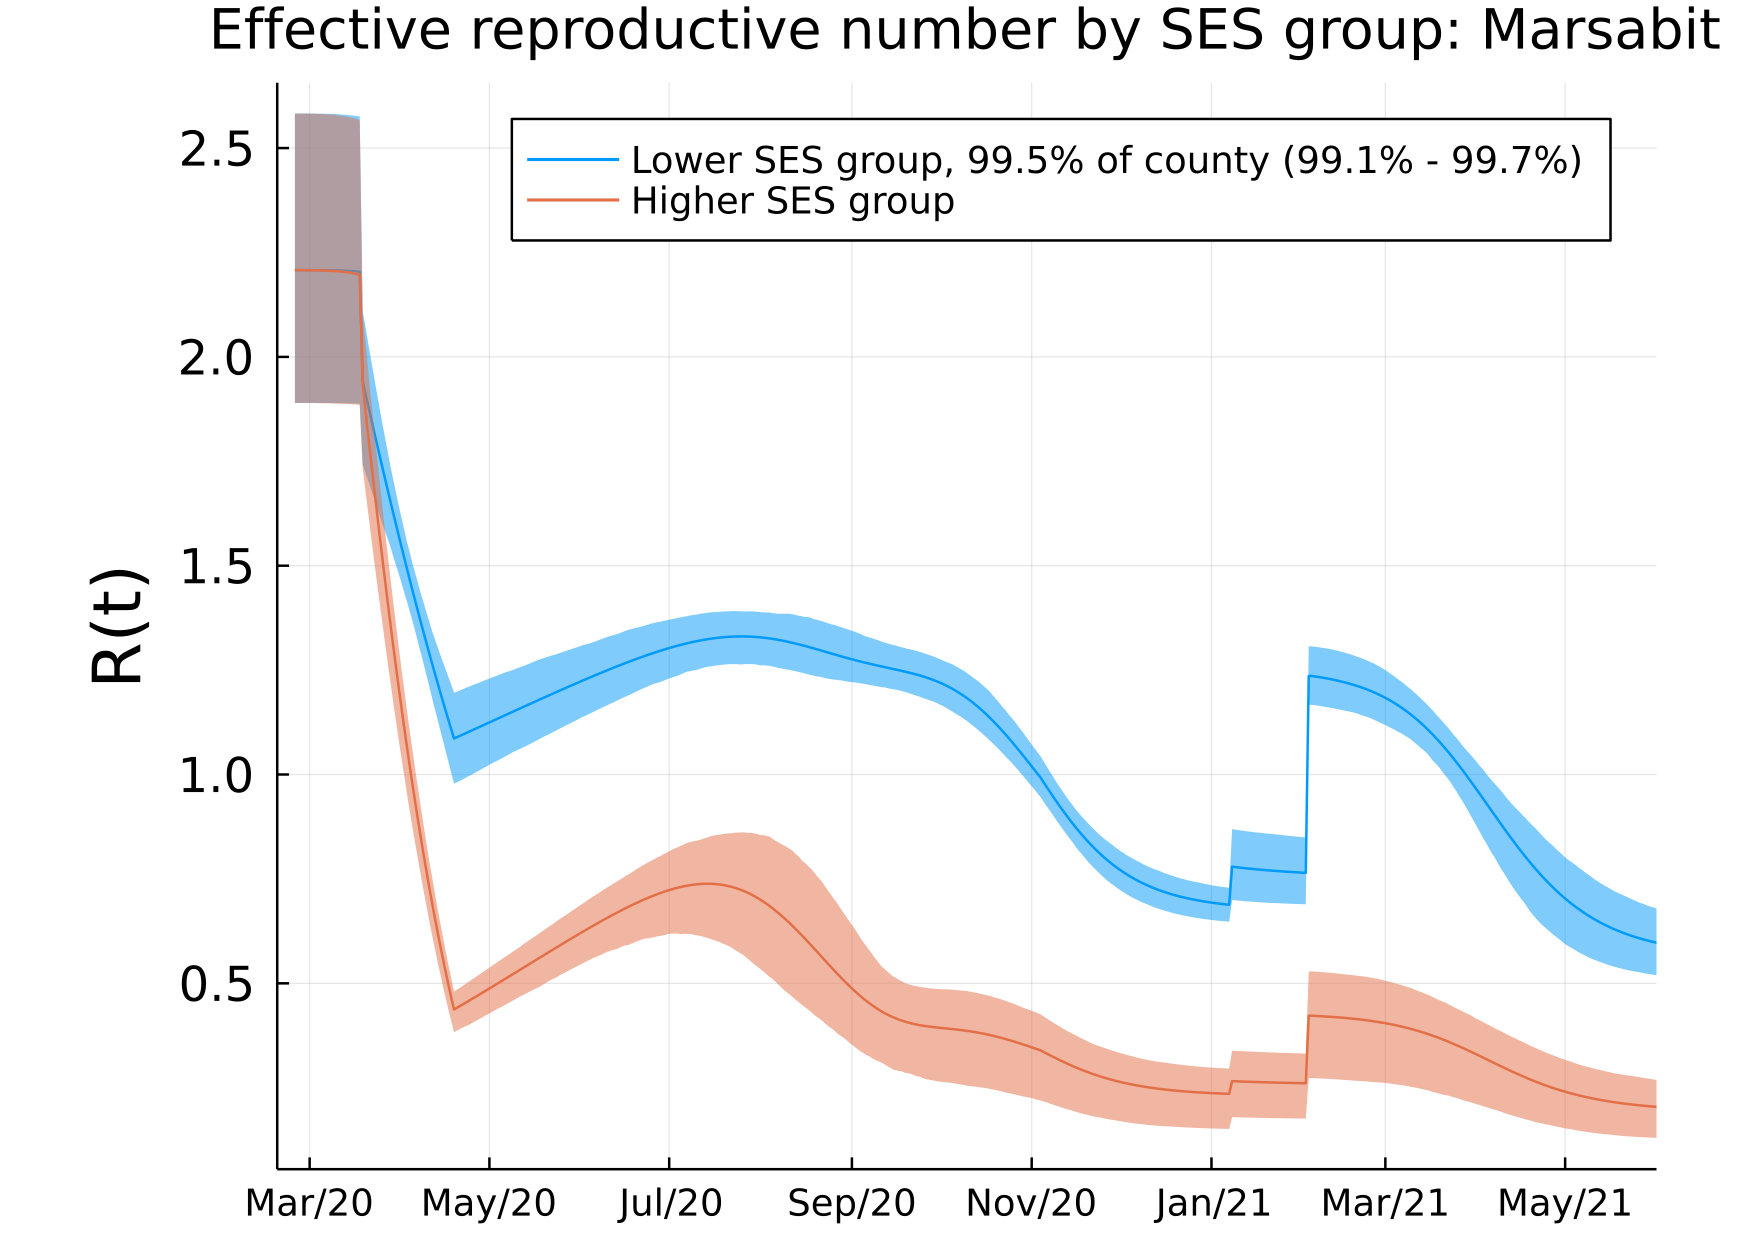 Effective reproductive number by SES group: Marsabit
Lower SES group, 99.5% of county (99.1% - 99.7%)
Higher SES group
R(t)
2.5
2.0
1.5
1.0
0.5
Mar/20 May/20 Jul/20 Sep/20 Nov/20 Jan/21 Mar/21 May/21